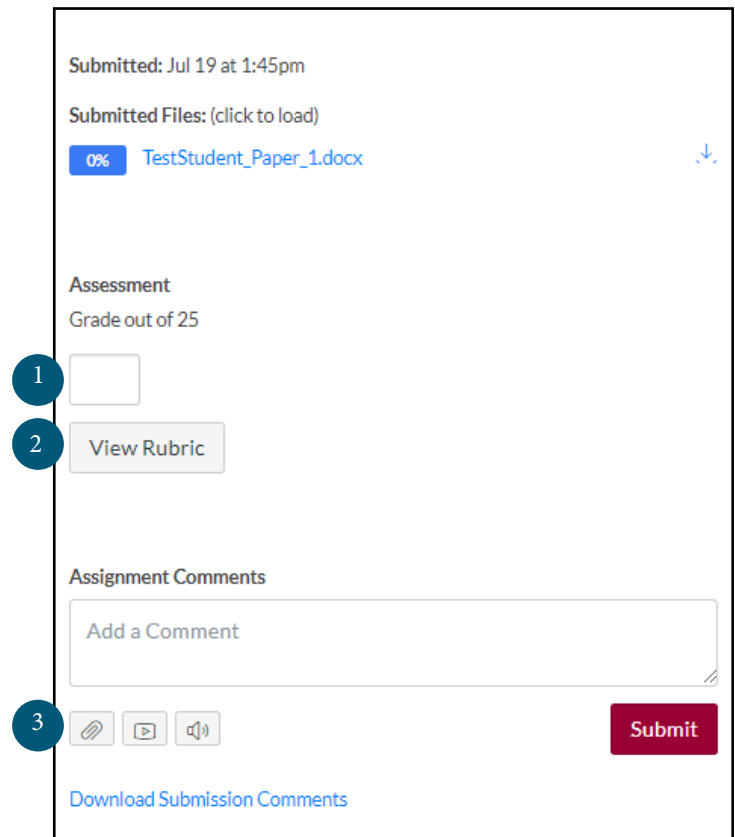 Submitted: Jul 19 at 1:45pm
Submitted Files: (click to load)
0% TestStudent_Paper_1.docx
Assessment
Grade out of 25
1
2 View Rubric
Assignment Comments
Add a Comment
3 Submit
Download Submission Comments